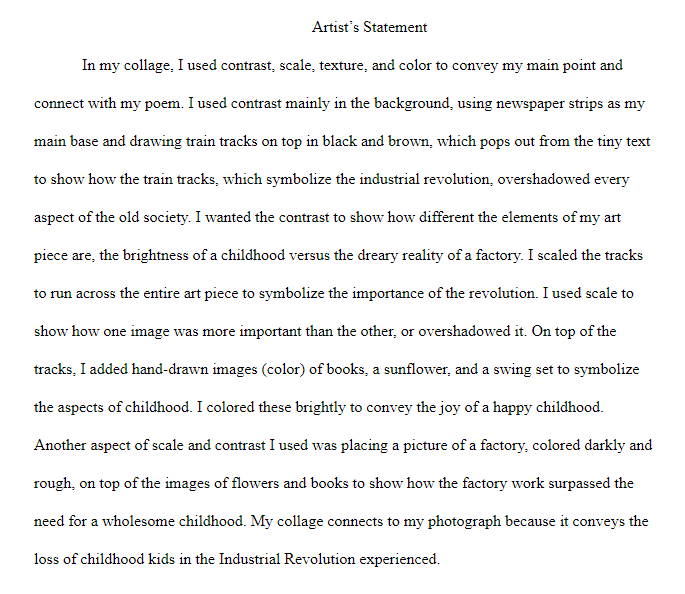 Artist's Statement
In my collage, I used contrast, scale, texture, and color to convey my main point and
connect with my poem. I used contrast mainly in the background, using newspaper strips as my
main base and drawing train tracks on top in black and brown, which pops out from the tiny text
to show how the train tracks, which symbolize the industrial revolution, overshadowed every
aspect of the old society. I wanted the contrast to show how different the elements of my art
piece are, the brightness of a childhood versus the dreary reality of a factory. I scaled the tracks
to run across the entire art piece to symbolize the importance of the revolution. I used scale to
show how one image was more important than the other, or overshadowed it. On top of the
tracks, I added hand-drawn images (color) of books, a sunflower, and a swing set to symbolize
the aspects of childhood. I colored these brightly to convey the joy of a happy childhood.
Another aspect of scale and contrast I used was placing a picture of a factory, colored darkly and
rough, on top of the images of flowers and books to show how the factory work surpassed the
need for a wholesome childhood. My collage connects to my photograph because it conveys the
loss of childhood kids in the Industrial Revolution experienced.